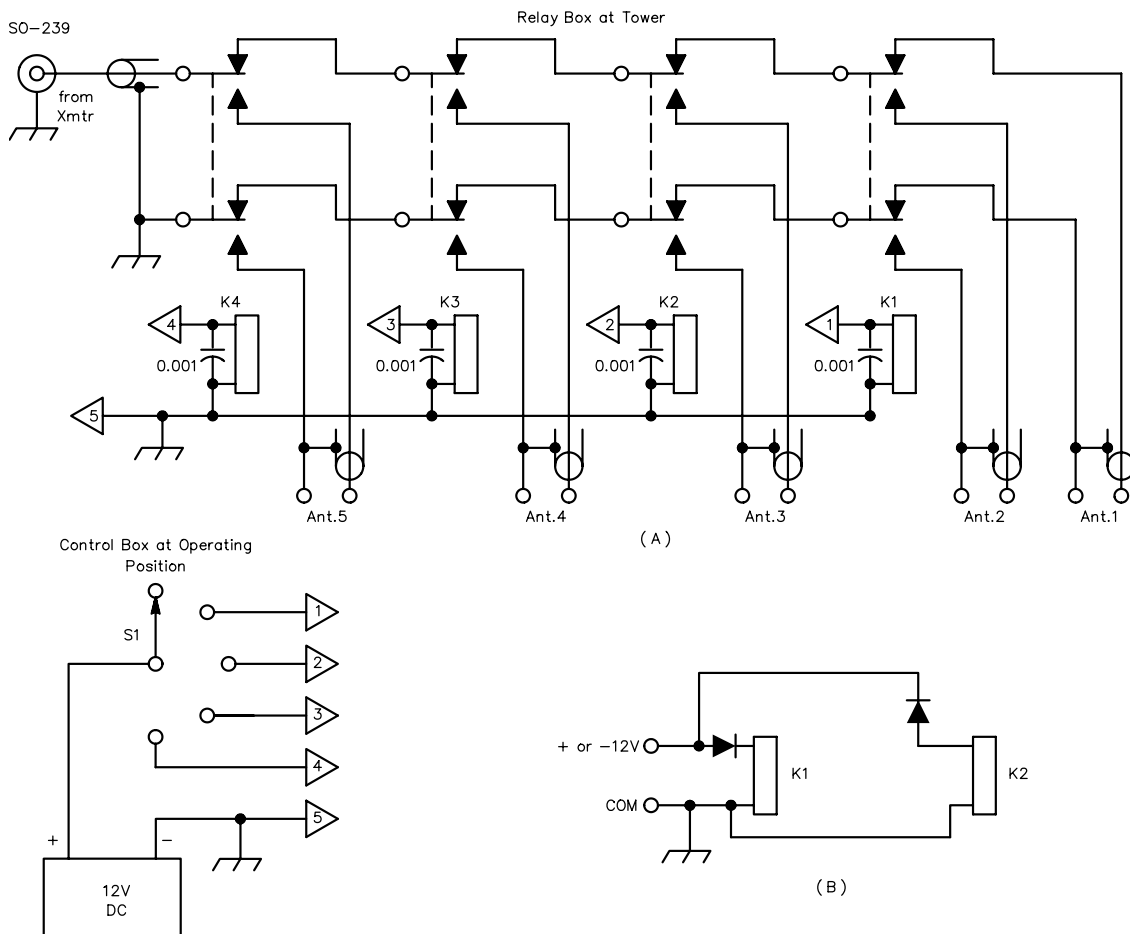 Relay Box at Tower
SO-239
from
Xmtr
K4
K3
K2
K1
4
3
2
1
0.001
0.001
0.001
0.001
5
Ant.5
Ant.4
Ant.3
Ant.2
Ant.1
(A)
Control Box at Operating
Position
S1
1
2
3
4
5
+
-
12V
DC
+ or -12V
K1
K2
COM
(B)